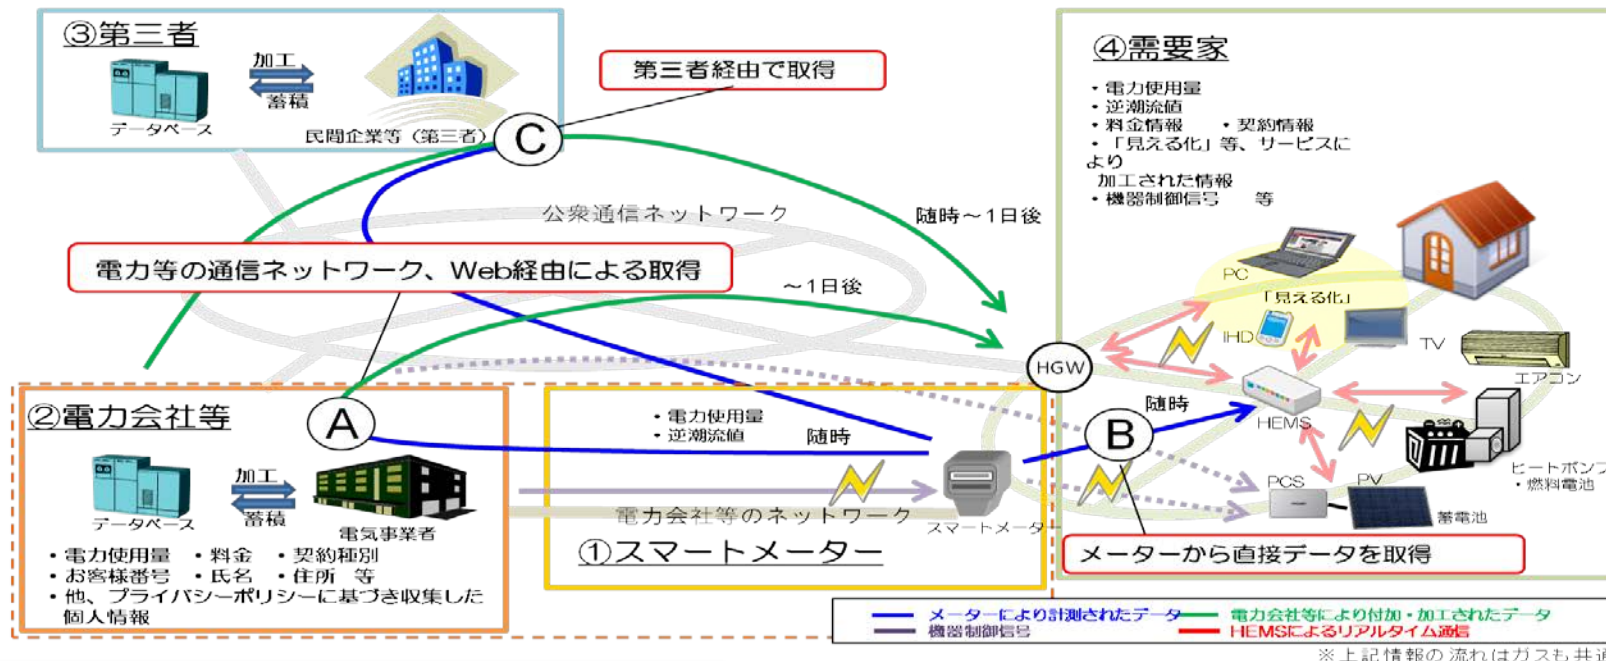 ③第三者
加工
蓄積
データベース
民間企業等（第三者）
C
第三者経由で取得
公衆通信ネットワーク
随時～1日後
電力等の通信ネットワーク、Web経由による取得
～1日後
④需要家
・電力使用量
・逆潮流値
・料金情報　・契約情報
・「見える化」等、サービスに
より
加工された情報
・機器制御信号　等
PC
「見える化」
IHD
TV
エアコン
HGW
HEMS
随時
B
PCS
PV
蓄電池
ヒートポンプ
・燃料電池
②電力会社等
A
加工
蓄積
データベース
電気事業者
・電力使用量　・料金　・契約種別
・お客様番号　・氏名　・住所　等
・他、プライバシーポリシーに基づき収集した
個人情報
・電力使用量
・逆潮流値
随時
電力会社等のネットワーク
スマートメータ
①スマートメーター
メーターから直接データを取得
メーターにより計測されたデータ
電力会社等により付加・加工されたデータ
機器制御信号
HEMSによるリアルタイム通信
※上記情報の流れはガスも共通